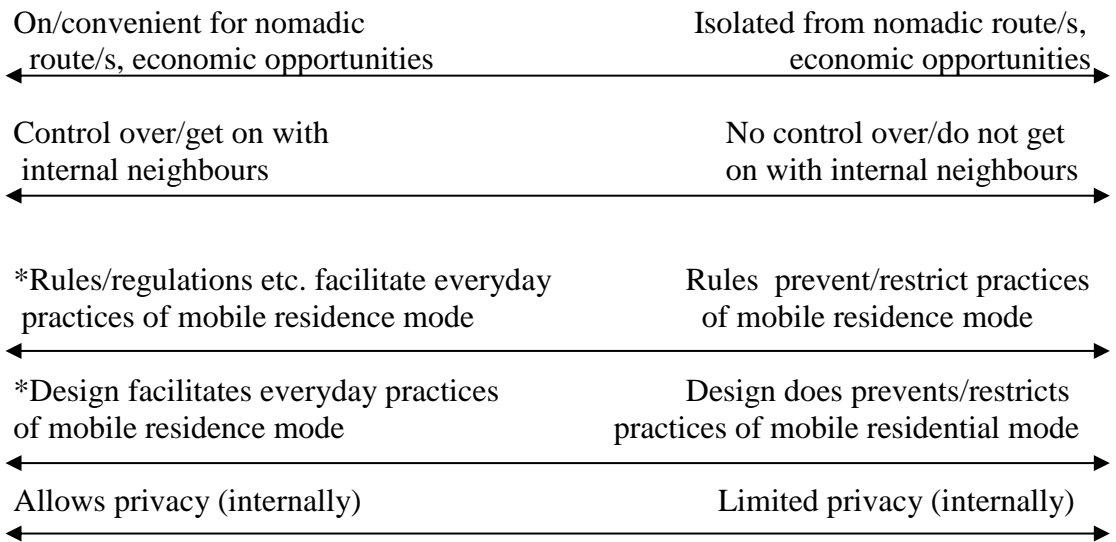 On/convenient for nomadic
route/s, economic opportunities
Isolated from nomadic route/s,
economic opportunities
Control over/get on with
internal neighbours
No control over/do not get
on with internal neighbours
*Rules/regulations etc. facilitate everyday
practices of mobile residence mode
Rules prevent/restrict practices
of mobile residence mode
*Design facilitates everyday practices
of mobile residence mode
Design does prevents/restricts
practices of mobile residential mode
Allows privacy (internally)
Limited privacy (internally)